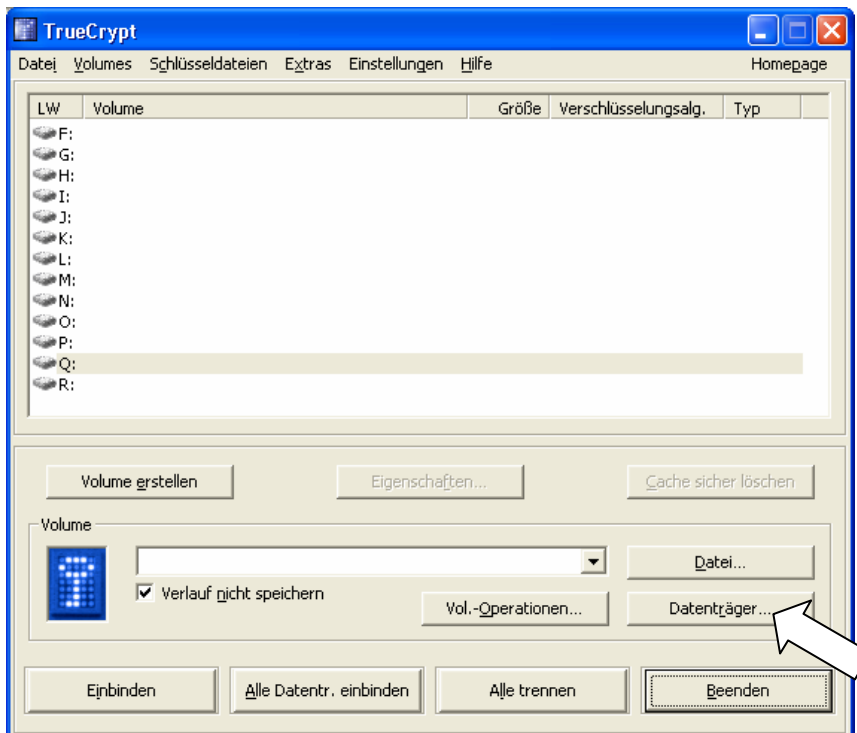 TrueCrypt
Datei Volumes Schlüsseldateien Extras Einstellungen Hilfe Homepage
LW Volume Größe Verschlüsselungsalg. Typ
F:
G:
H:
I:
J:
K:
L:
M:
N:
O:
P:
Q:
R:
Volume erstellen Eigenschaften... Cache sicher löschen
Volume
Datei...
Verlauf nicht speichern
Vol.-Operationen... Datenträger...
Einbinden Alle Datentr. einbinden Alle trennen Beenden